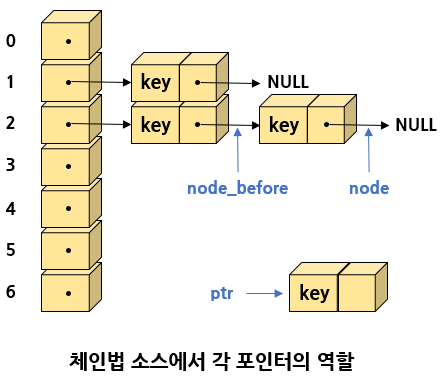 0
1 key NULL
2 key key NULL
3
node_before node
4
5
6 ptr key
체인법 소스에서 각 포인터의 역할